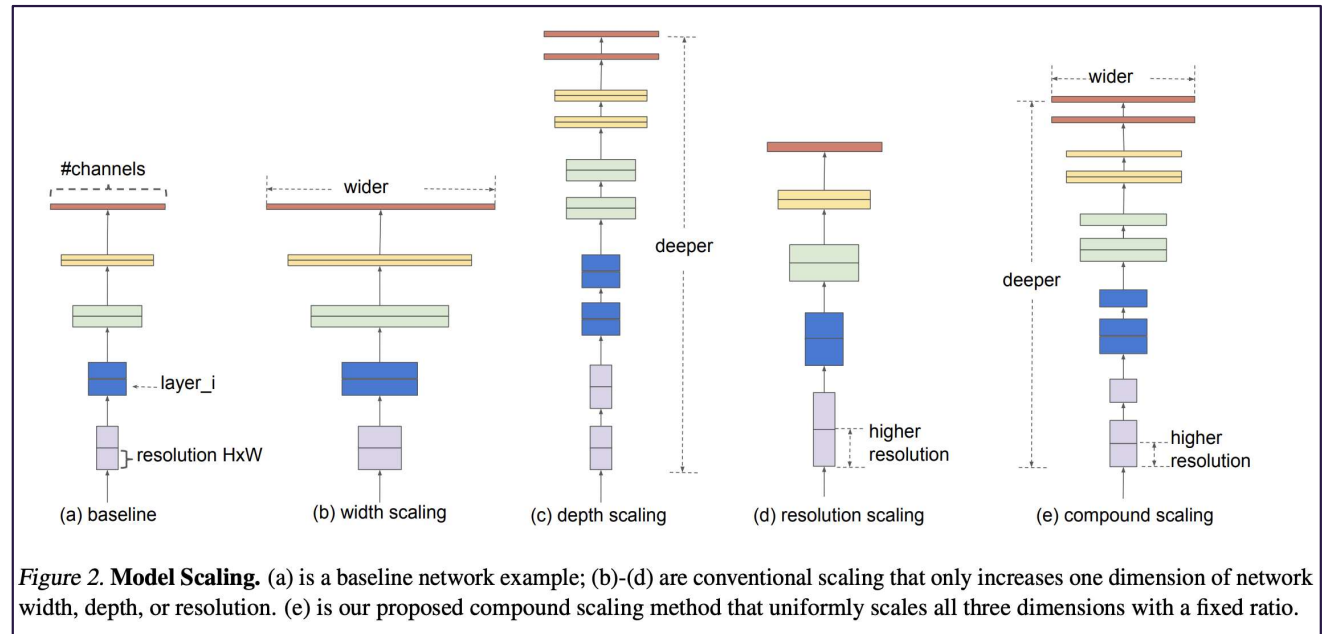 #channels
layer_i
resolution HxW
(a) baseline
wider
(b) width scaling
deeper
(c) depth scaling
higher
resolution
(d) resolution scaling
wider
deeper
higher
resolution
(e) compound scaling
Figure 2. Model Scaling. (a) is a baseline network example; (b)-(d) are conventional scaling that only increases one dimension of network
width, depth, or resolution. (e) is our proposed compound scaling method that uniformly scales all three dimensions with a fixed ratio.